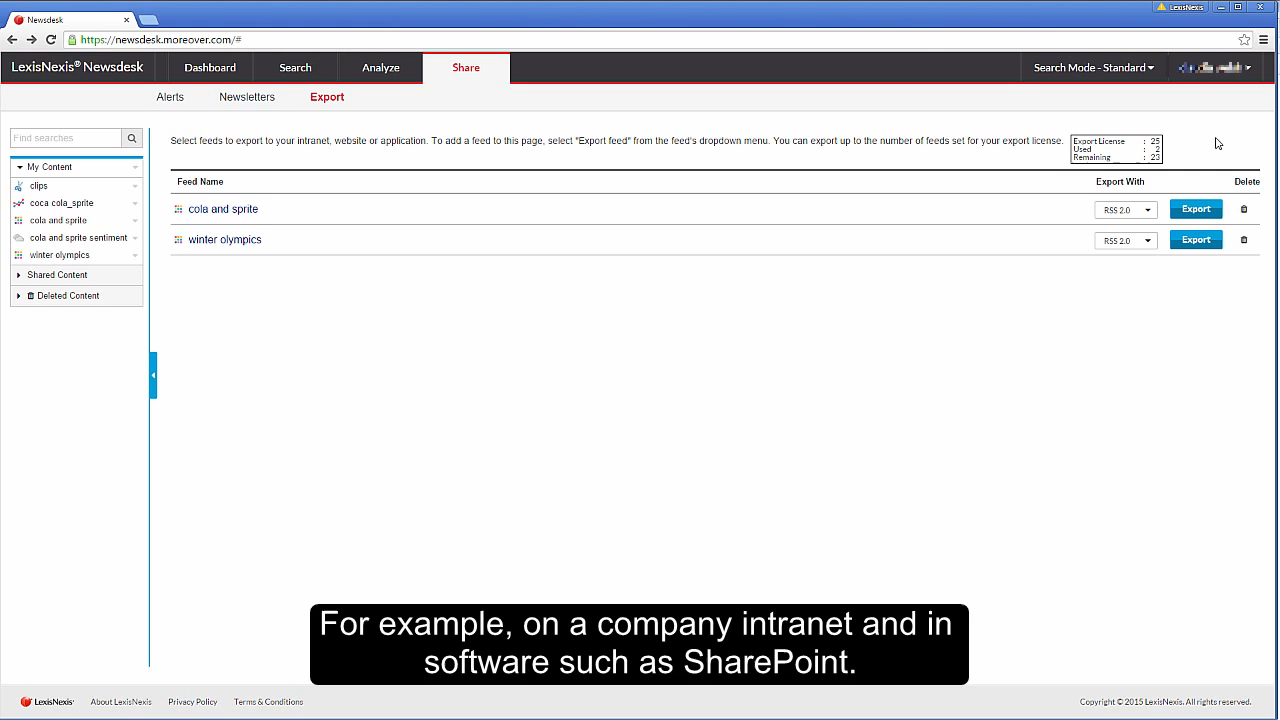 LexisNexis
Newsdesk
https://newsdesk.moreover.com/#
LexisNexis® Newsdesk
Dashboard
Search
Analyze
Share
Search Mode - Standard
Alerts
Newsletters
Export
Find searches
Select feeds to export to your intranet, website or application. To add a feed to this page, select "Export feed" from the feed's dropdown menu. You can export up to the number of feeds set for your export license.
Export License : 25
Used : 2
Remaining : 23
My Content
clips
coca cola_sprite
cola and sprite
cola and sprite sentiment
winter olympics
Shared Content
Deleted Content
Feed Name
Export With
Delete
cola and sprite
RSS 2.0
Export
winter olympics
RSS 2.0
Export
For example, on a company intranet and in
software such as SharePoint.
LexisNexis®
About LexisNexis
Privacy Policy
Terms & Conditions
Copyright © 2015 LexisNexis. All rights reserved.